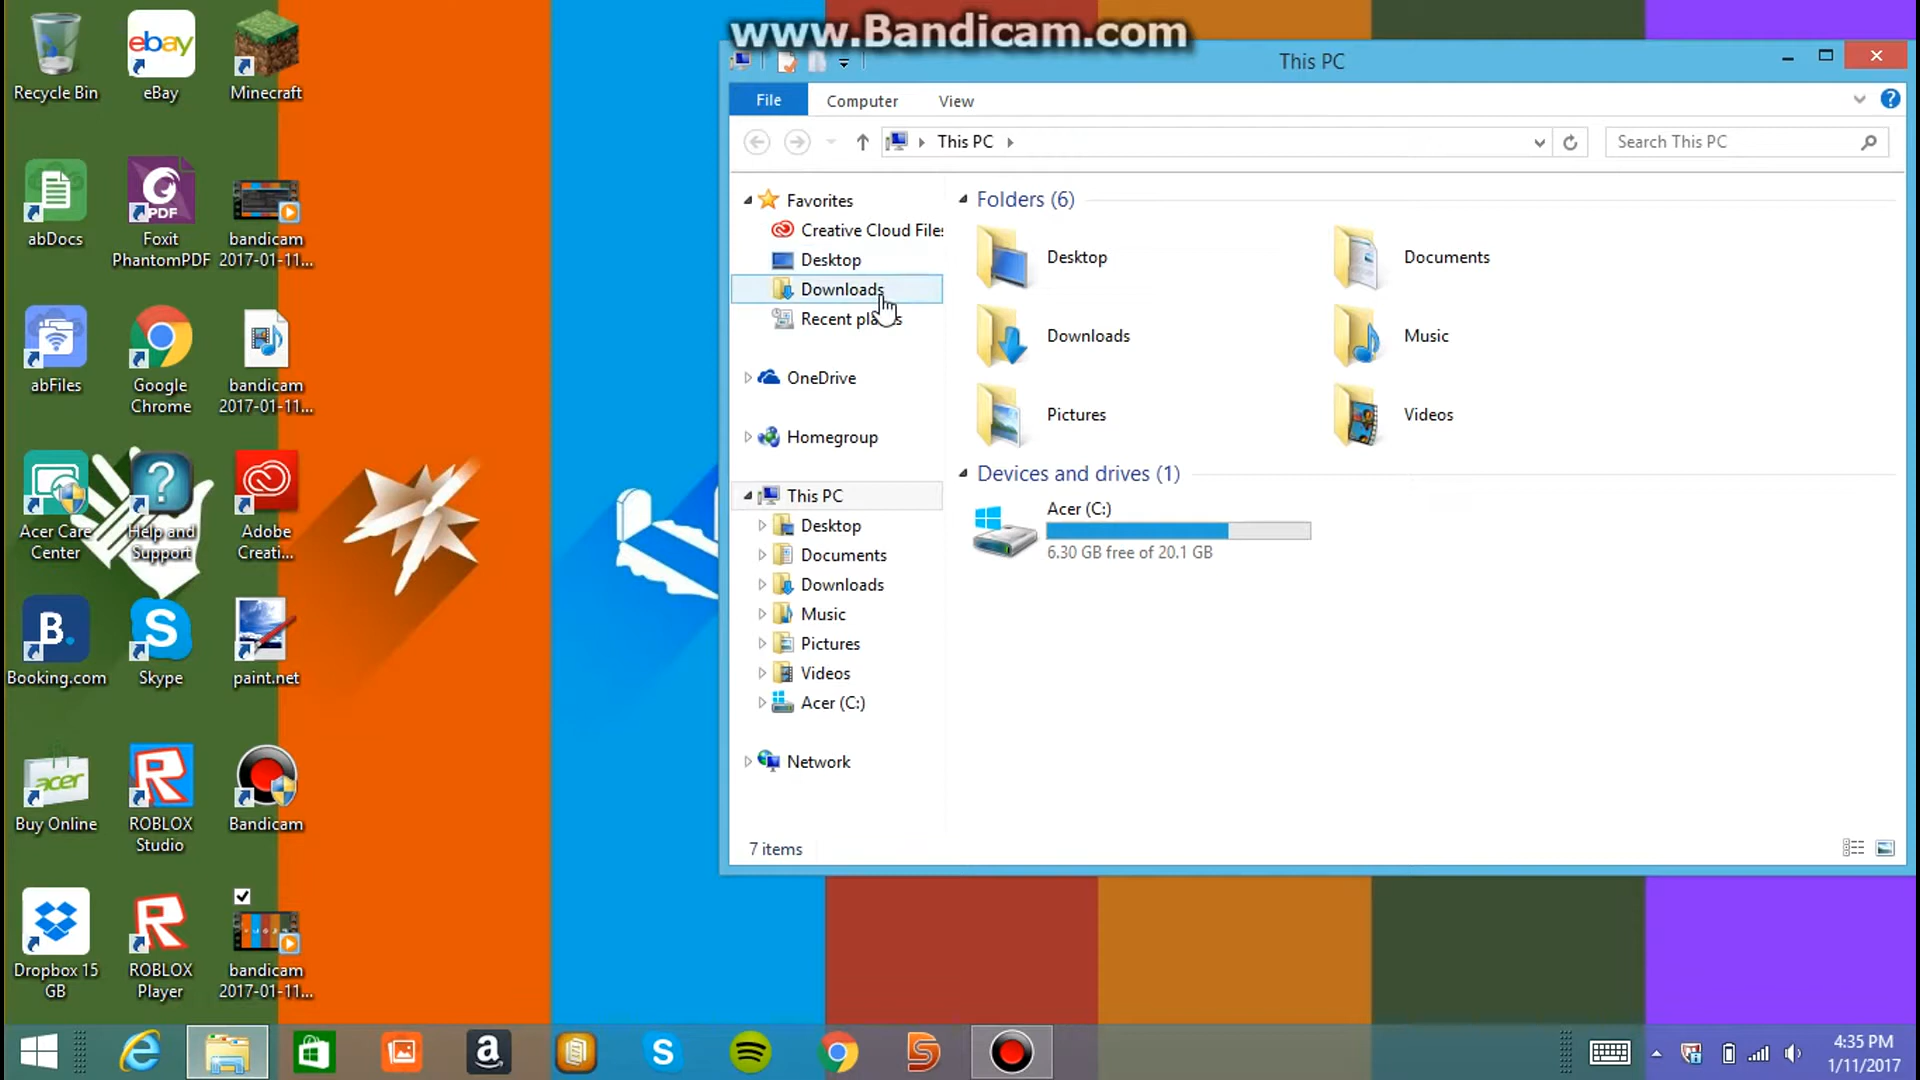 www.Bandicam.com
This PC
File
Computer
View
This PC
Search This PC
Favorites
Creative Cloud Files
Desktop
Downloads
OneDrive
Homegroup
This PC
Desktop
Documents
Downloads
Music
Pictures
Videos
Acer (C:)
Network
Folders (6)
Desktop
Documents
Downloads
Music
Pictures
Videos
Devices and drives (1)
Acer (C:)
6.30 GB free of 20.1 GB
7 items
Recycle Bin
eBay
Minecraft
abDocs
Foxit
PhantomPDF
PDF
bandicam
2017-01-11...
abFiles
Google
Chrome
bandicam
2017-01-11...
Acer Care
Center
Help and
Support
Adobe
Creati...
Booking.com
Skype
paint.net
acer
Buy Online
ROBLOX
Studio
Bandicam
Dropbox 15
GB
ROBLOX
Player
bandicam
2017-01-11...
4:35 PM
1/11/2017